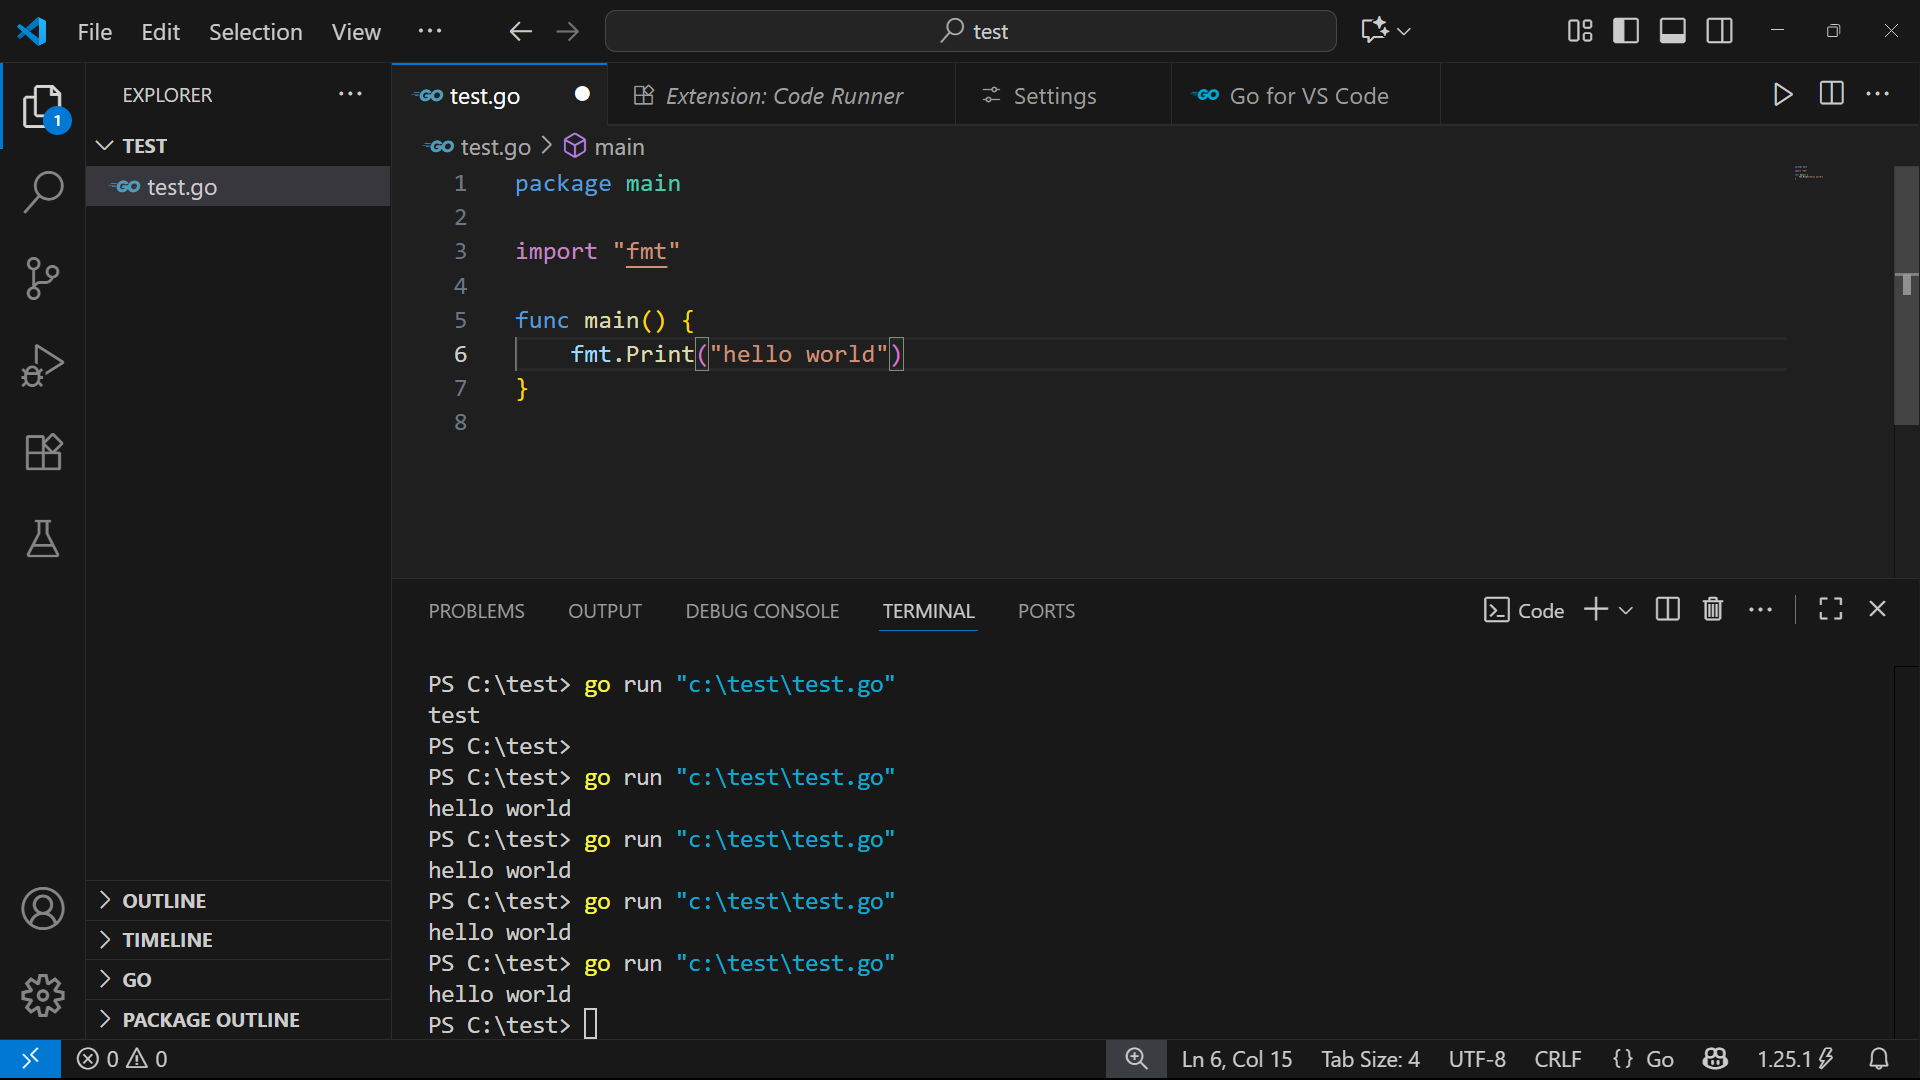 File Edit Selection View ··· test
EXPLORER ···
1
TEST
GO test.go
GO test.go Extension: Code Runner Settings GO Go for VS Code
GO test.go > main
1 package main
2
3 import "fmt"
4
5 func main() {
6 fmt.Print("hello world")
7 }
8
PROBLEMS OUTPUT DEBUG CONSOLE TERMINAL PORTS Code
PS C:\test> go run "c:\test\test.go"
test
PS C:\test>
PS C:\test> go run "c:\test\test.go"
hello world
PS C:\test> go run "c:\test\test.go"
hello world
PS C:\test> go run "c:\test\test.go"
hello world
PS C:\test> go run "c:\test\test.go"
hello world
PS C:\test>
OUTLINE
TIMELINE
GO
PACKAGE OUTLINE
0 0 Ln 6, Col 15 Tab Size: 4 UTF-8 CRLF {} Go 1.25.1